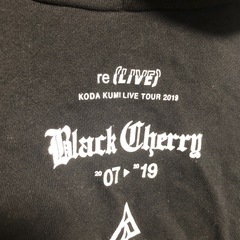 re {LIVE}
KODA KUMI LIVE TOUR 2019
Black Cherry
2007▶2019